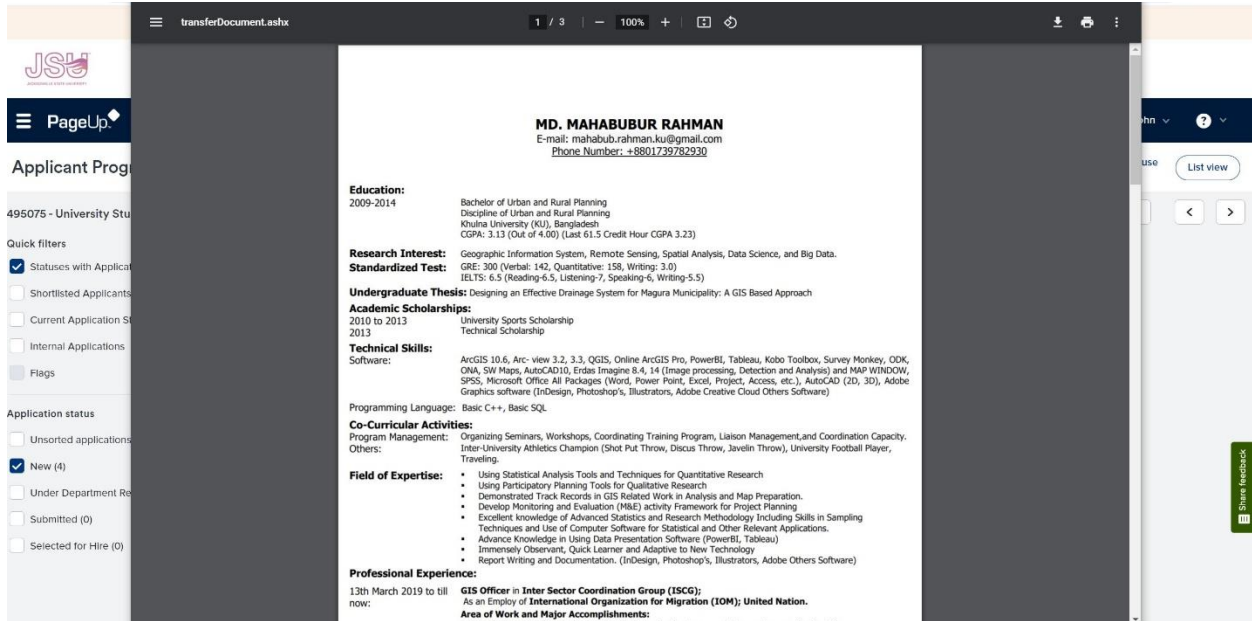 transferDocument.ashx
1 / 3
100%
JSU
PageUp
ohn
Applicant Prog
use
List view
495075 - University Stu
Quick filters
Statuses with Applicat
Shortlisted Applicants
Current Application St
Internal Applications
Flags
Application status
Unsorted applications
New (4)
Under Department Re
Submitted (0)
Selected for Hire (0)
MD. MAHABUBUR RAHMAN
E-mail: mahabub.rahman.ku@gmail.com
Phone Number: +8801739782930
Education:
2009-2014 Bachelor of Urban and Rural Planning
Discipline of Urban and Rural Planning
Khulna University (KU), Bangladesh
CGPA: 3.13 (Out of 4.00) (Last 61.5 Credit Hour CGPA 3.23)
Research Interest: Geographic Information System, Remote Sensing, Spatial Analysis, Data Science, and Big Data.
Standardized Test: GRE: 300 (Verbal: 142, Quantitative: 158, Writing: 3.0)
IELTS: 6.5 (Reading-6.5, Listening-7, Speaking-6, Writing-5.5)
Undergraduate Thesis: Designing an Effective Drainage System for Magura Municipality: A GIS Based Approach
Academic Scholarships:
2010 to 2013 University Sports Scholarship
2013 Technical Scholarship
Technical Skills:
Software: ArcGIS 10.6, Arc- view 3.2, 3.3, QGIS, Online ArcGIS Pro, PowerBI, Tableau, Kobo Toolbox, Survey Monkey, ODK,
ONA, SW Maps, AutoCAD10, Erdas Imagine 8.4, 14 (Image processing, Detection and Analysis) and MAP WINDOW,
SPSS, Microsoft Office All Packages (Word, Power Point, Excel, Project, Access, etc.), AutoCAD (2D, 3D), Adobe
Graphics software (InDesign, Photoshop's, Illustrators, Adobe Creative Cloud Others Software)
Programming Language: Basic C++, Basic SQL
Co-Curricular Activities:
Program Management: Organizing Seminars, Workshops, Coordinating Training Program, Liaison Management,and Coordination Capacity.
Others: Inter-University Athletics Champion (Shot Put Throw, Discus Throw, Javelin Throw), University Football Player,
Traveling.
Field of Expertise: ▪ Using Statistical Analysis Tools and Techniques for Quantitative Research
▪ Using Participatory Planning Tools for Qualitative Research
▪ Demonstrated Track Records in GIS Related Work in Analysis and Map Preparation.
▪ Develop Monitoring and Evaluation (M&E) activity Framework for Project Planning
▪ Excellent knowledge of Advanced Statistics and Research Methodology Including Skills in Sampling
Techniques and Use of Computer Software for Statistical and Other Relevant Applications.
▪ Advance Knowledge in Using Data Presentation Software (PowerBI, Tableau)
▪ Immensely Observant, Quick Learner and Adaptive to New Technology
▪ Report Writing and Documentation. (InDesign, Photoshop's, Illustrators, Adobe Others Software)
Professional Experience:
13th March 2019 to till GIS Officer in Inter Sector Coordination Group (ISCG);
now: As an Employ of International Organization for Migration (IOM); United Nation.
Area of Work and Major Accomplishments:
Share feedback